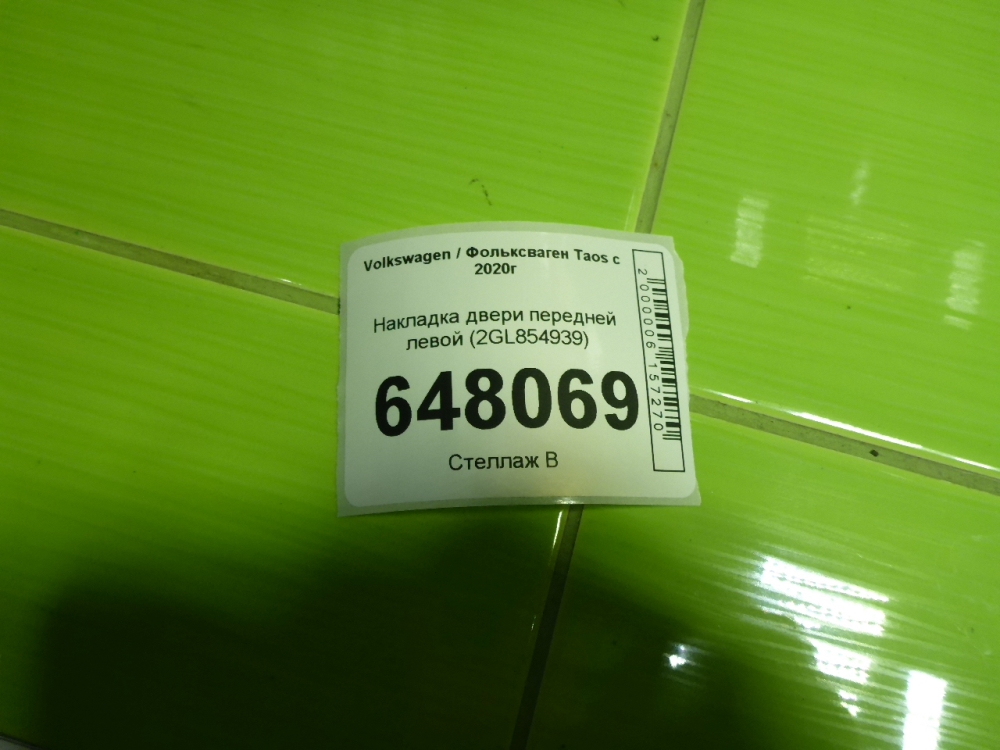 Volkswagen / Фольксваген Taos с
2020г
Накладка двери передней
левой (2GL854939)
648069
Стеллаж В
2000006157270